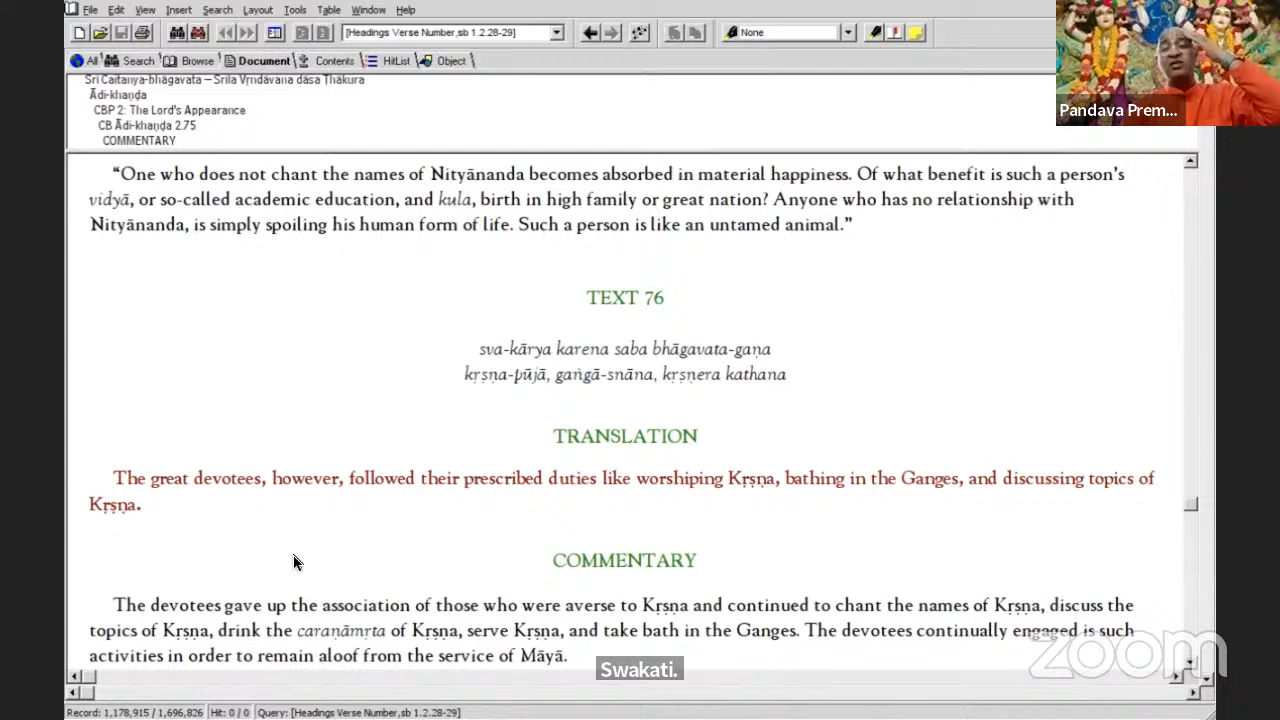 File Edit View Insert Search Layout Tools Table Window Help
[Headings Verse Number,sb 1.2.28-29]
None
All Search Browse Document Contents HitList Object
Śrī Caitanya-bhāgavata – Śrīla Vṛndāvana dāsa Ṭhākura
Ādi-khaṇḍa
CBP 2: The Lord's Appearance
CB Ādi-khaṇḍa 2.75
COMMENTARY
“One who does not chant the names of Nityānanda becomes absorbed in material happiness. Of what benefit is such a person’s
vidyā, or so-called academic education, and kula, birth in high family or great nation? Anyone who has no relationship with
Nityānanda, is simply spoiling his human form of life. Such a person is like an untamed animal.”
TEXT 76
sva-kārya karena saba bhāgavata-gaṇa
kṛṣṇa-pūjā, gaṅgā-snāna, kṛṣṇera kathana
TRANSLATION
The great devotees, however, followed their prescribed duties like worshiping Kṛṣṇa, bathing in the Ganges, and discussing topics of
Kṛṣṇa.
COMMENTARY
The devotees gave up the association of those who were averse to Kṛṣṇa and continued to chant the names of Kṛṣṇa, discuss the
topics of Kṛṣṇa, drink the caraṇāmṛta of Kṛṣṇa, serve Kṛṣṇa, and take bath in the Ganges. The devotees continually engaged is such
activities in order to remain aloof from the service of Māyā.
Swakati.
zoom
Record: 1,178,915 / 1,696,826 Hit: 0 / 0 Query: [Headings Verse Number,sb 1.2.28-29]
Pandava Prem...